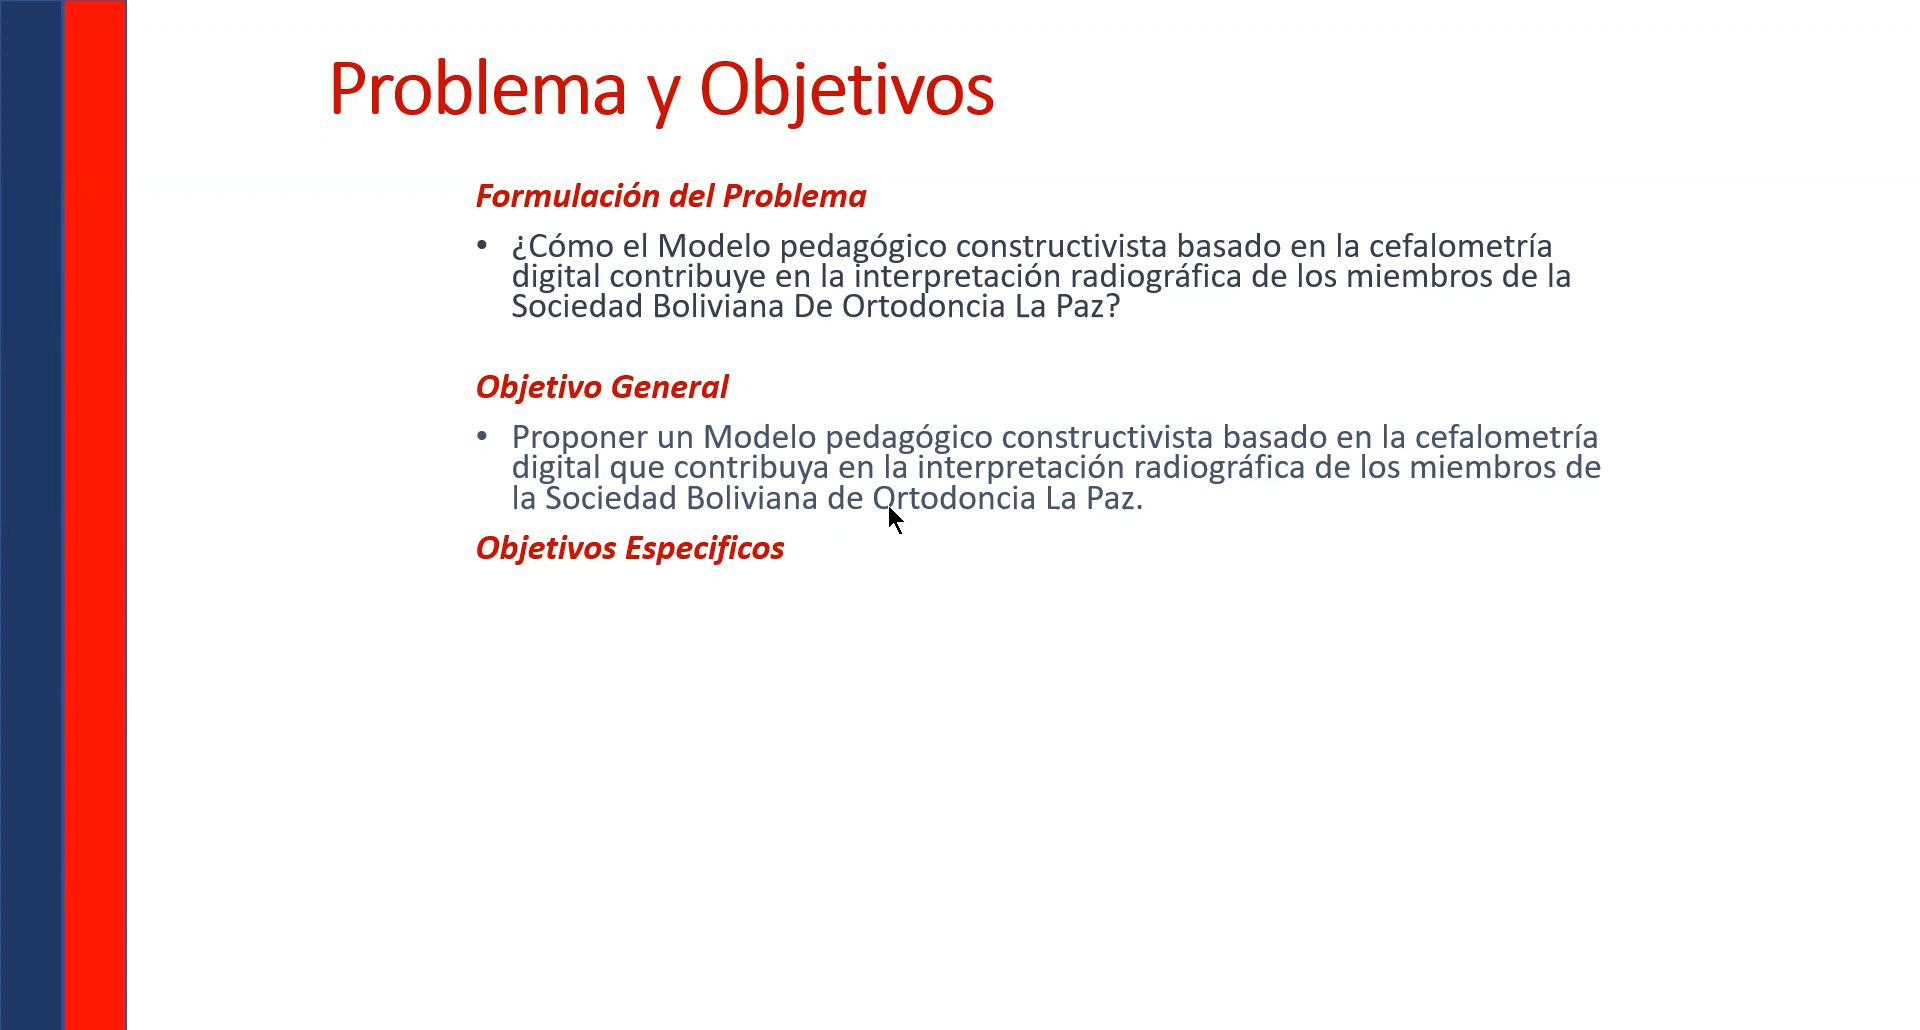 Problema y Objetivos
Formulación del Problema
• ¿Cómo el Modelo pedagógico constructivista basado en la cefalometría
digital contribuye en la interpretación radiográfica de los miembros de la
Sociedad Boliviana De Ortodoncia La Paz?
Objetivo General
• Proponer un Modelo pedagógico constructivista basado en la cefalometría
digital que contribuya en la interpretación radiográfica de los miembros de
la Sociedad Boliviana de Ortodoncia La Paz.
Objetivos Especificos